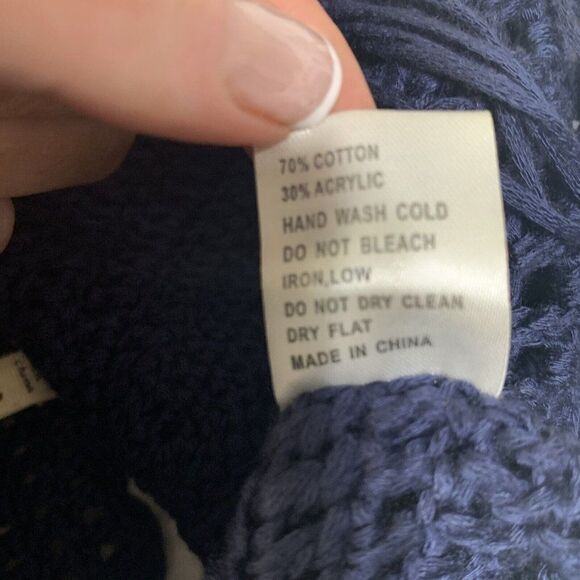 70% COTTON
30% ACRYLIC
HAND WASH COLD
DO NOT BLEACH
IRON,LOW
DO NOT DRY CLEAN
DRY FLAT
MADE IN CHINA